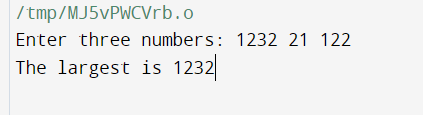 /tmp/MJ5vPWCVrb.o
Enter three numbers: 1232 21 122
The largest is 1232